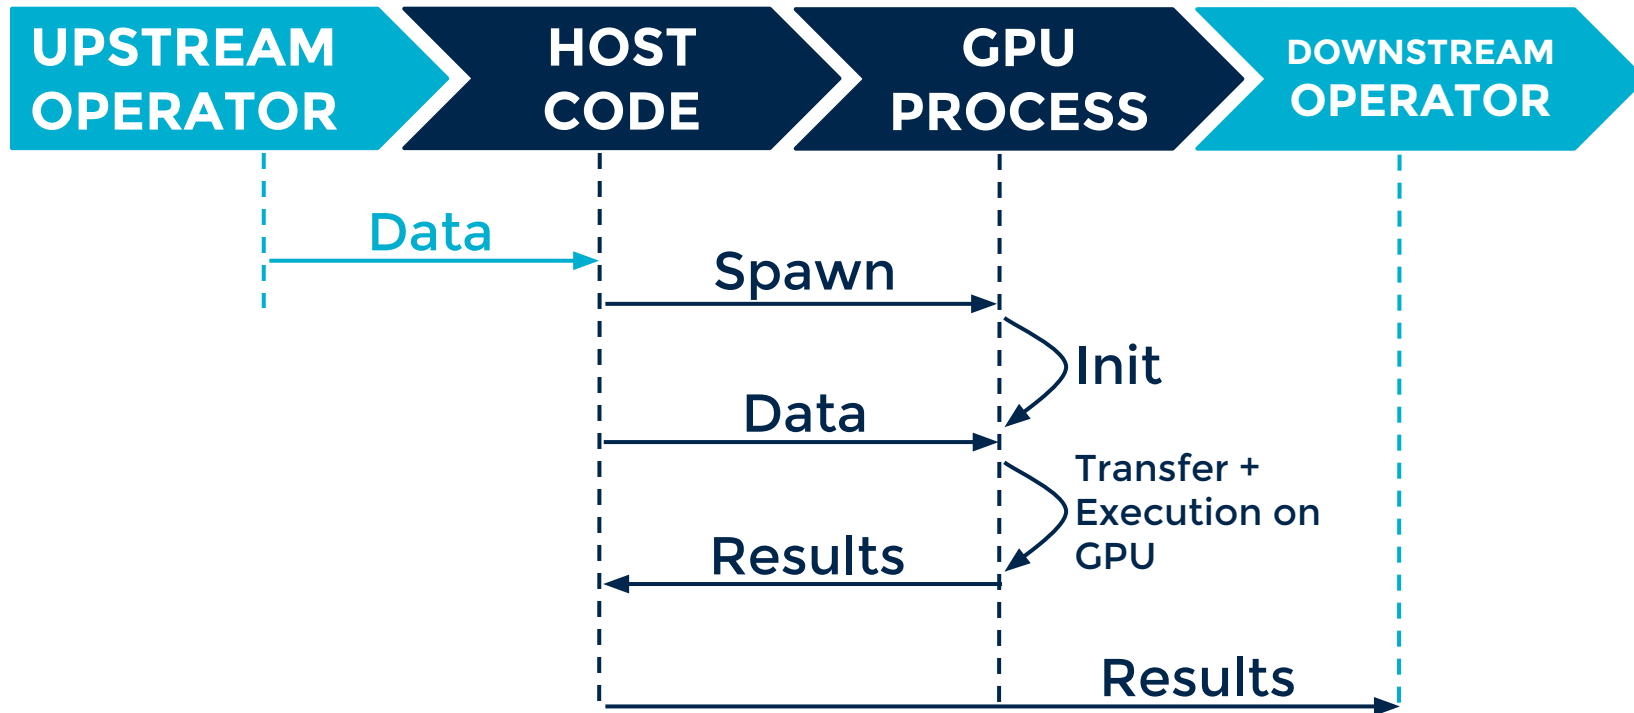 UPSTREAM
OPERATOR
HOST
CODE
GPU
PROCESS
DOWNSTREAM
OPERATOR
Data
Spawn
Init
Data
Transfer +
Execution on
GPU
Results
Results